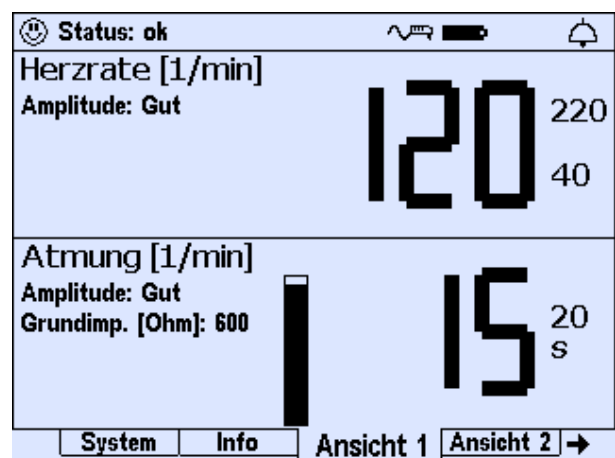 Status: ok
Herzrate [1/min]
Amplitude: Gut
120
220
40
Atmung [1/min]
Amplitude: Gut
Grundimp. [Ohm]: 600
15
20
s
System Info Ansicht 1 Ansicht 2 →